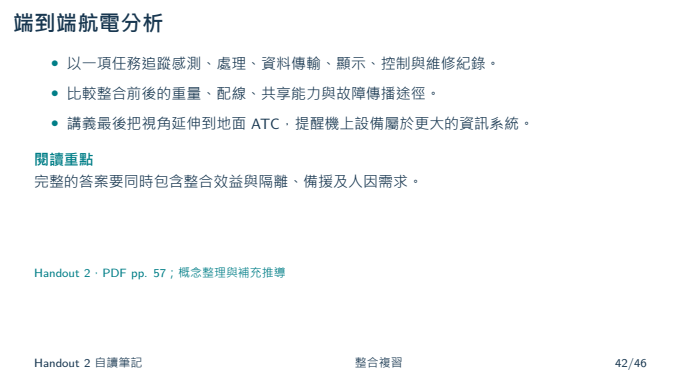 端到端航電分析
• 以一項任務追蹤感測、處理、資料傳輸、顯示、控制與維修紀錄。
• 比較整合前後的重量、配線、共享能力與故障傳播途徑。
• 講義最後把視角延伸到地面 ATC，提醒機上設備屬於更大的資訊系統。
閱讀重點
完整的答案要同時包含整合效益與隔離、備援及人因需求。
Handout 2 · PDF pp. 57；概念整理與補充推導
Handout 2 自讀筆記 整合複習 42/46